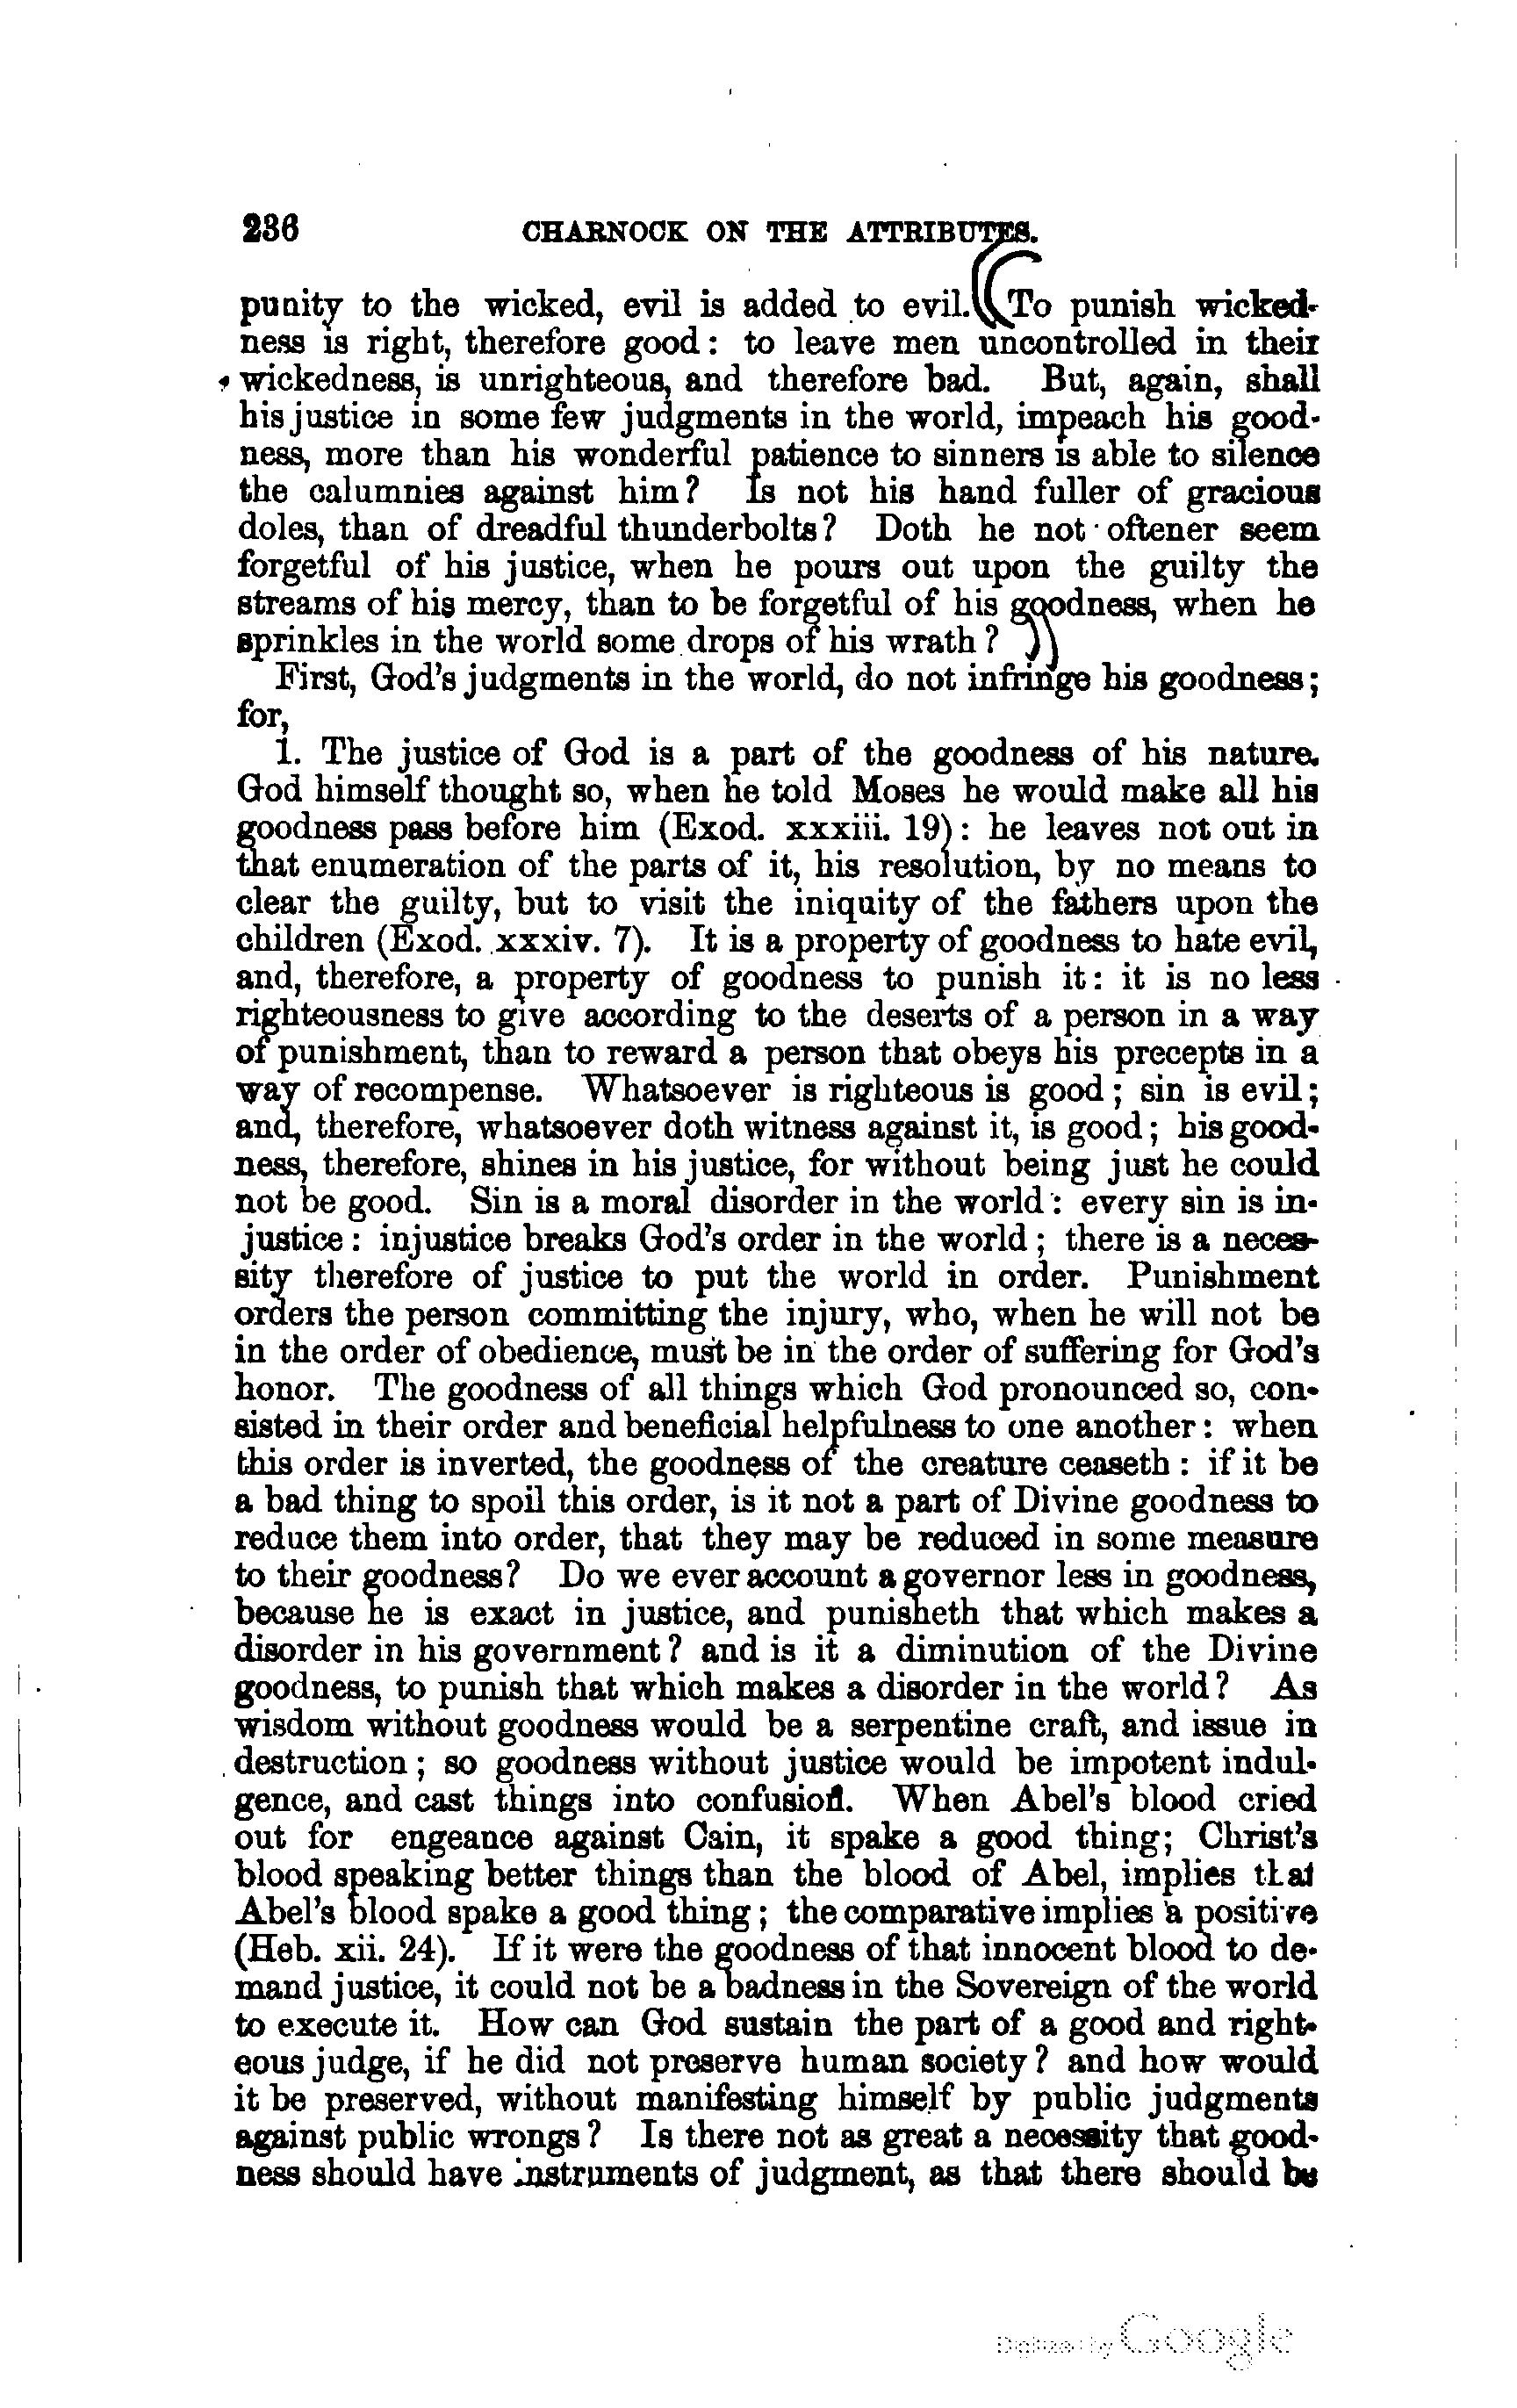 236 CHARNOCK ON THE ATTRIBUTES.
punity to the wicked, evil is added to evil. To punish wicked-
ness is right, therefore good: to leave men uncontrolled in their
wickedness, is unrighteous, and therefore bad. But, again, shall
his justice in some few judgments in the world, impeach his good-
ness, more than his wonderful patience to sinners is able to silence
the calumnies against him? Is not his hand fuller of gracious
doles, than of dreadful thunderbolts? Doth he not oftener seem
forgetful of his justice, when he pours out upon the guilty the
streams of his mercy, than to be forgetful of his goodness, when he
sprinkles in the world some drops of his wrath?
First, God's judgments in the world, do not infringe his goodness;
for,
1. The justice of God is a part of the goodness of his nature.
God himself thought so, when he told Moses he would make all his
goodness pass before him (Exod. xxxiii. 19): he leaves not out in
that enumeration of the parts of it, his resolution, by no means to
clear the guilty, but to visit the iniquity of the fathers upon the
children (Exod. xxxiv. 7). It is a property of goodness to hate evil,
and, therefore, a property of goodness to punish it: it is no less
righteousness to give according to the deserts of a person in a way
of punishment, than to reward a person that obeys his precepts in a
way of recompense. Whatsoever is righteous is good; sin is evil;
and, therefore, whatsoever doth witness against it, is good; his good-
ness, therefore, shines in his justice, for without being just he could
not be good. Sin is a moral disorder in the world: every sin is in-
justice: injustice breaks God's order in the world; there is a neces-
sity therefore of justice to put the world in order. Punishment
orders the person committing the injury, who, when he will not be
in the order of obedience, must be in the order of suffering for God's
honor. The goodness of all things which God pronounced so, con-
sisted in their order and beneficial helpfulness to one another: when
this order is inverted, the goodness of the creature ceaseth: if it be
a bad thing to spoil this order, is it not a part of Divine goodness to
reduce them into order, that they may be reduced in some measure
to their goodness? Do we ever account a governor less in goodness,
because he is exact in justice, and punisheth that which makes a
disorder in his government? and is it a diminution of the Divine
goodness, to punish that which makes a disorder in the world? As
wisdom without goodness would be a serpentine craft, and issue in
destruction; so goodness without justice would be impotent indul-
gence, and cast things into confusion. When Abel's blood cried
out for engeance against Cain, it spake a good thing; Christ's
blood speaking better things than the blood of Abel, implies that
Abel's blood spake a good thing; the comparative implies a positive
(Heb. xii. 24). If it were the goodness of that innocent blood to de-
mand justice, it could not be a badness in the Sovereign of the world
to execute it. How can God sustain the part of a good and right-
eous judge, if he did not preserve human society? and how would
it be preserved, without manifesting himself by public judgments
against public wrongs? Is there not as great a necessity that good-
ness should have instruments of judgment, as that there should be
Digitized by Google